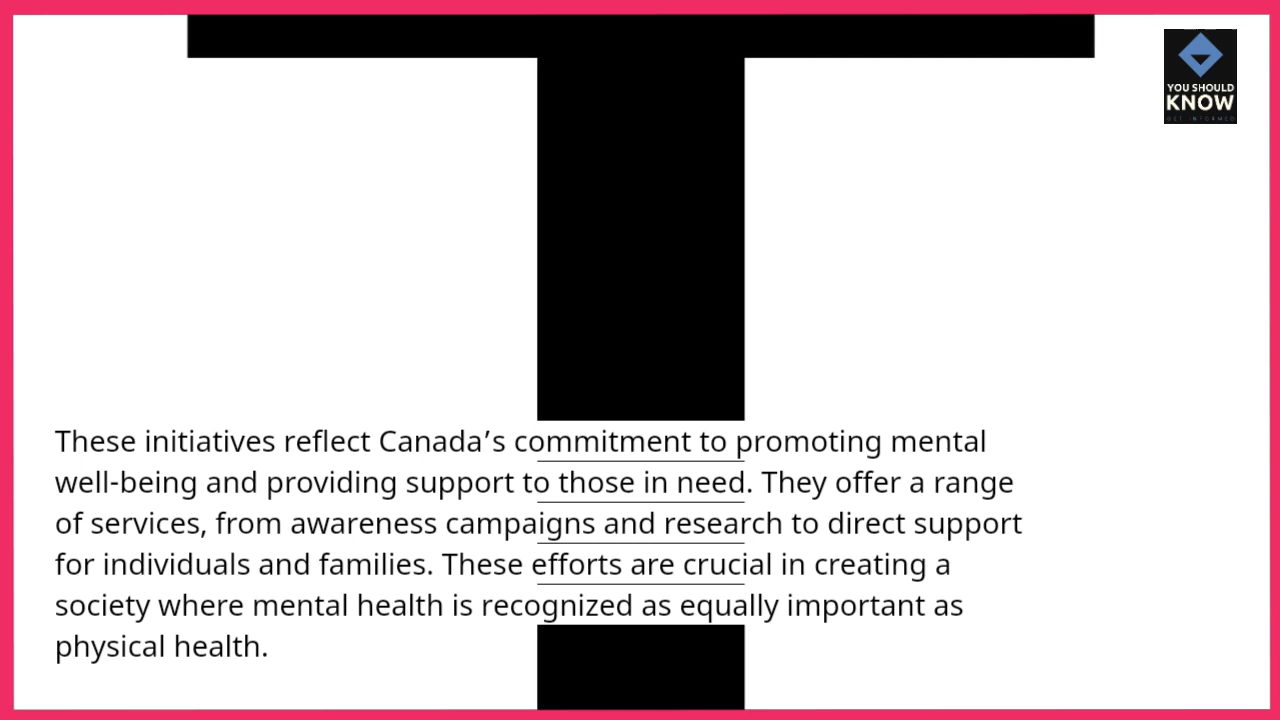 YOU SHOULD
KNOW
GET INFORMED
These initiatives reflect Canada’s commitment to promoting mental
well-being and providing support to those in need. They offer a range
of services, from awareness campaigns and research to direct support
for individuals and families. These efforts are crucial in creating a
society where mental health is recognized as equally important as
physical health.